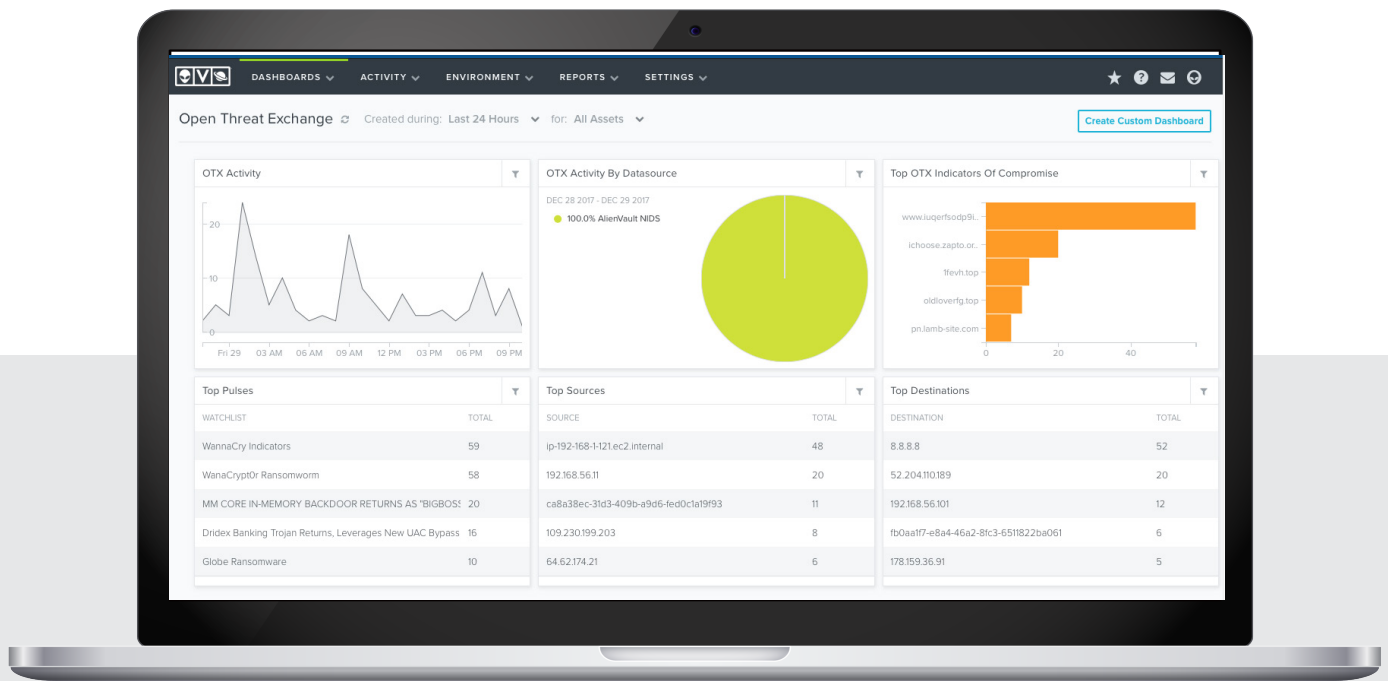 V
DASHBOARDS ACTIVITY ENVIRONMENT REPORTS SETTINGS
Open Threat Exchange Created during: Last 24 Hours for: All Assets Create Custom Dashboard
OTX Activity
20
10
0
Fri 29 03 AM 06 AM 09 AM 12 PM 03 PM 06 PM 09 PM
OTX Activity By Datasource
DEC 28 2017 - DEC 29 2017
100.0% AlienVault NIDS
Top OTX Indicators Of Compromise
www.iuqerfsodp9i..
ichoose.zapto.or..
1fevh.top
oldloverfg.top
pn.lamb-site.com
0 20 40
Top Pulses
WATCHLIST TOTAL
WannaCry Indicators 59
WanaCrypt0r Ransomworm 58
MM CORE IN-MEMORY BACKDOOR RETURNS AS "BIGBOSS 20
Dridex Banking Trojan Returns, Leverages New UAC Bypass 16
Globe Ransomware 10
Top Sources
SOURCE TOTAL
ip-192-168-1-121.ec2.internal 48
192.168.56.11 20
ca8a38ec-31d3-409b-a9d6-fed0c1a19f93 11
109.230.199.203 8
64.62.174.21 6
Top Destinations
DESTINATION TOTAL
8.8.8.8 52
52.204.110.189 20
192.168.56.101 12
fb0aa1f7-e8a4-46a2-8fc3-6511822ba061 6
178.159.36.91 5